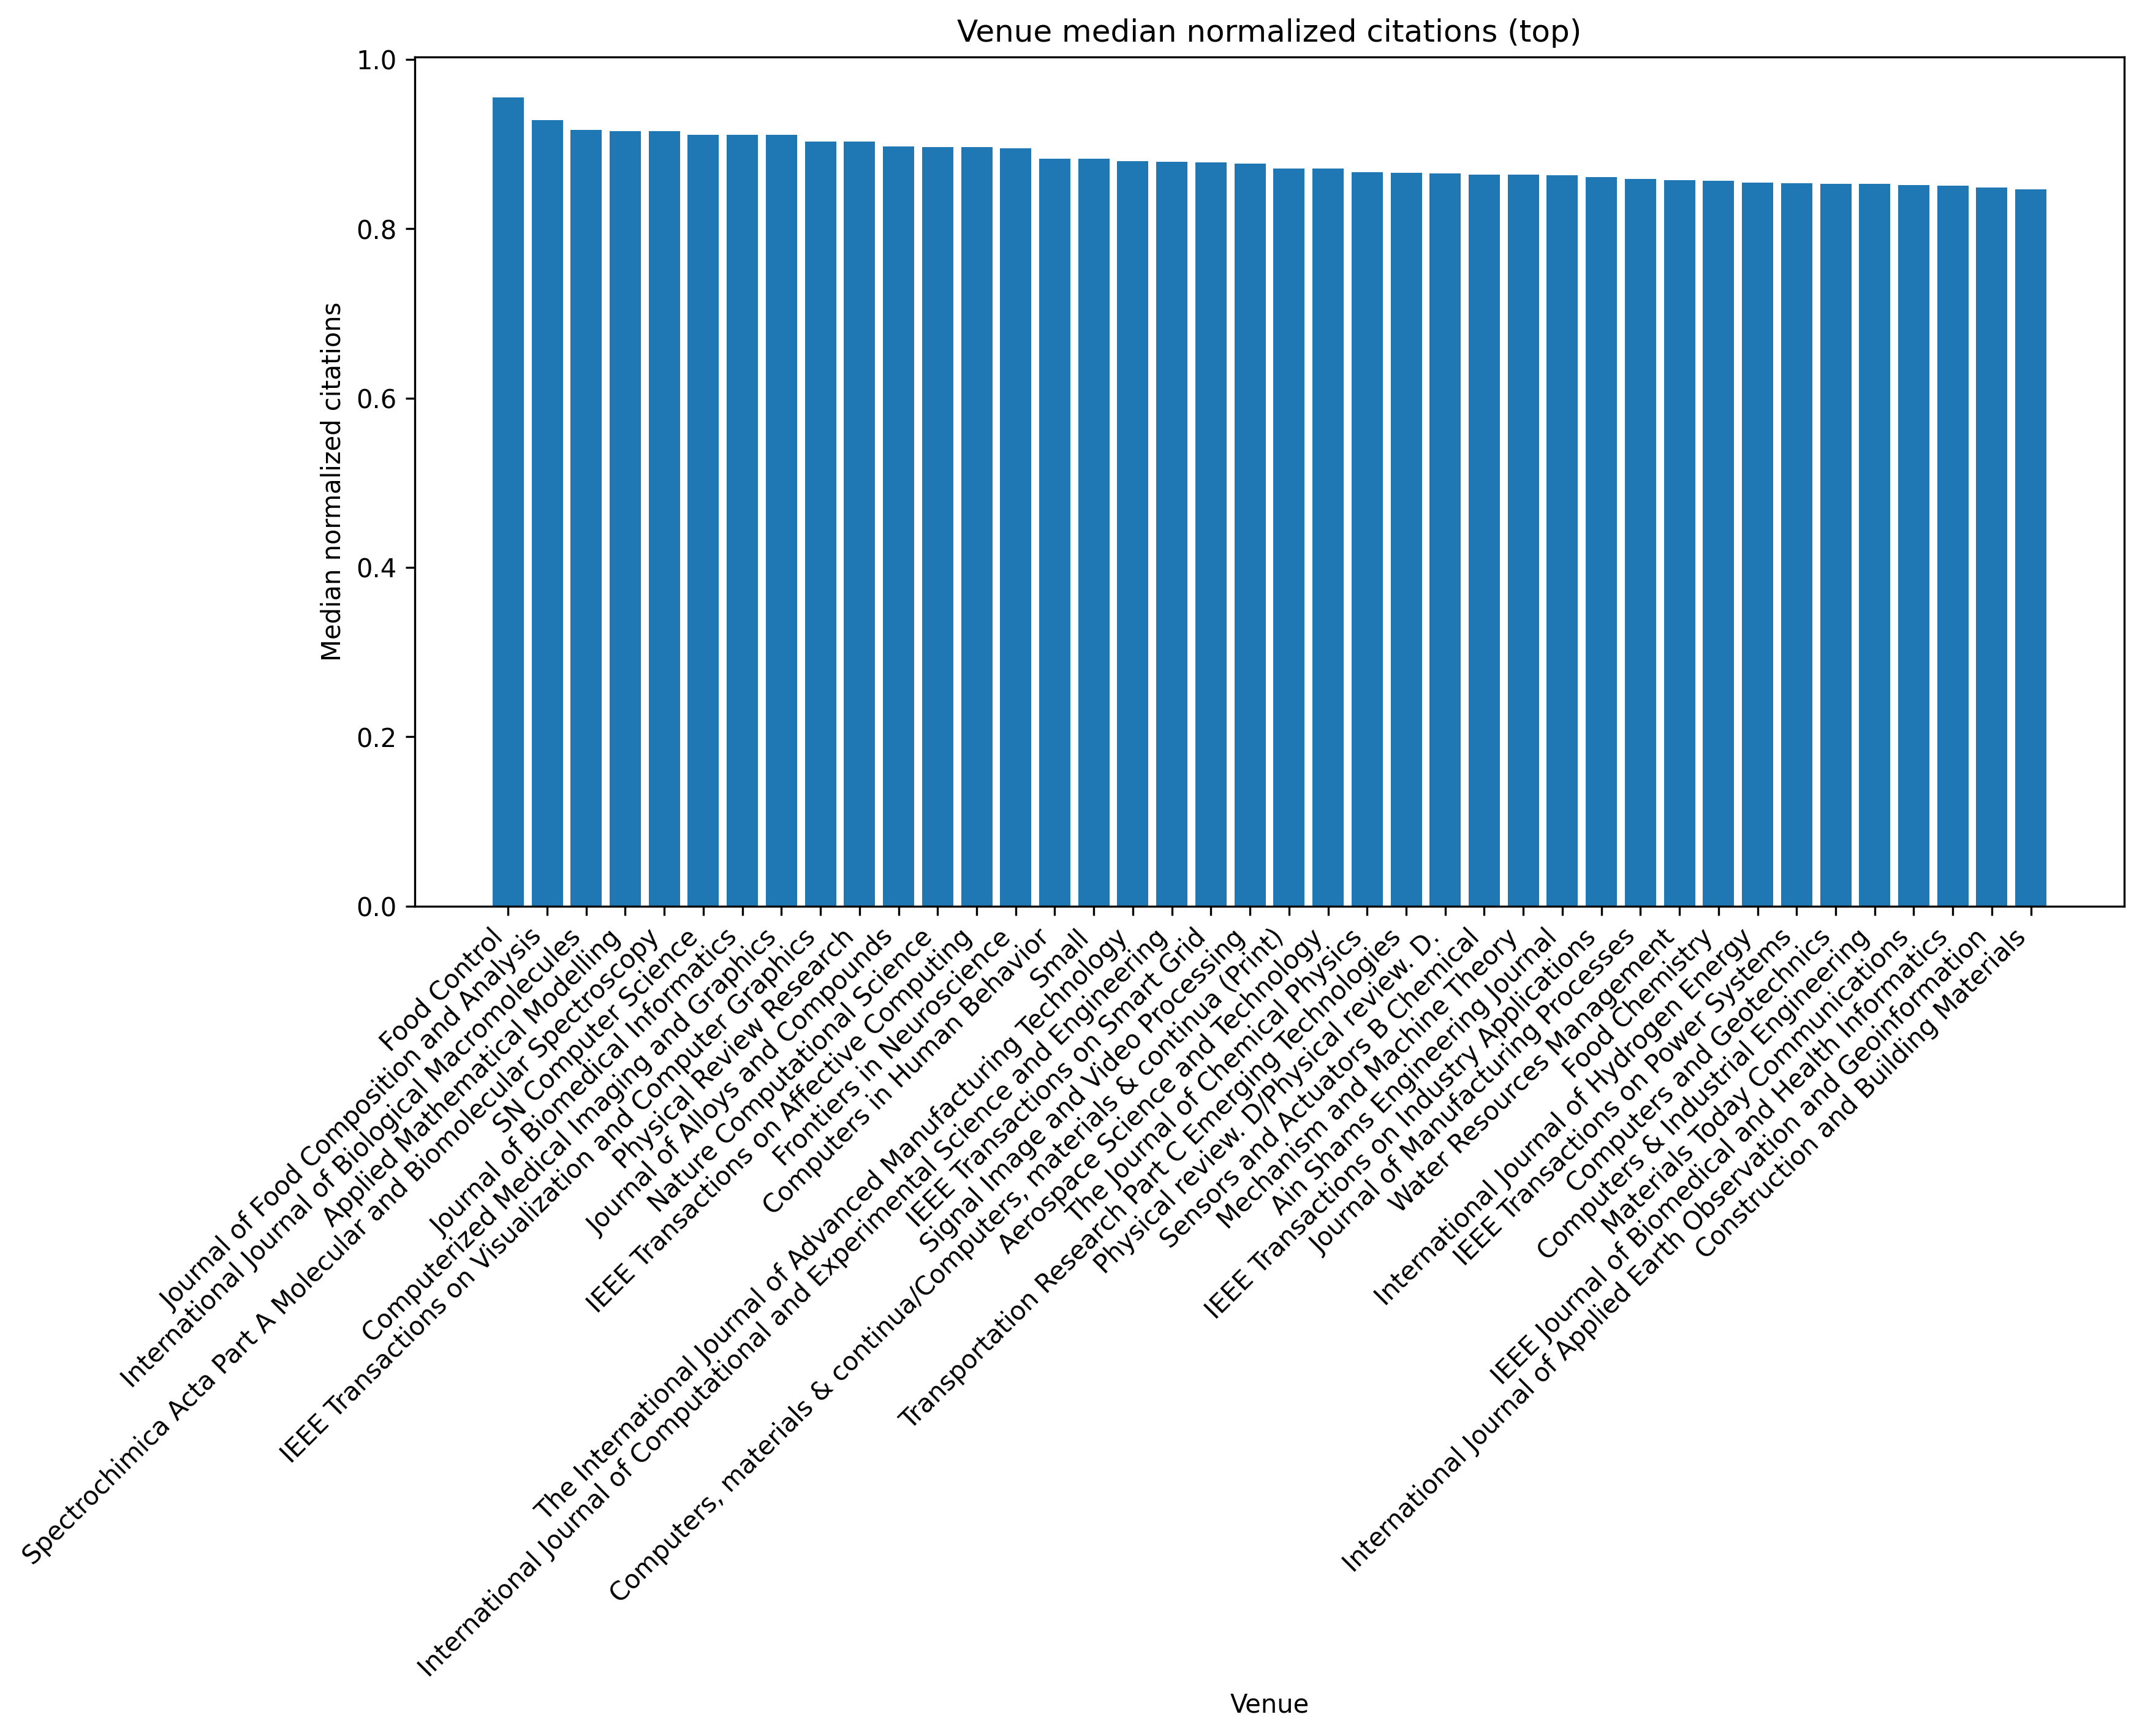 Venue median normalized citations (top)
Median normalized citations
1.0
0.8
0.6
0.4
0.2
0.0
Food Control
Journal of Food Composition and Analysis
International Journal of Biological Macromolecules
Applied Mathematical Modelling
Spectrochimica Acta Part A Molecular and Biomolecular Spectroscopy
SN Computer Science
Journal of Biomedical Informatics
Computerized Medical Imaging and Graphics
IEEE Transactions on Visualization and Computer Graphics
Physical Review Research
Journal of Alloys and Compounds
Nature Computational Science
IEEE Transactions on Affective Computing
Frontiers in Neuroscience
Computers in Human Behavior
Small
The International Journal of Advanced Manufacturing Technology
International Journal of Computational and Experimental Science and Engineering
IEEE Transactions on Smart Grid
Signal Image and Video Processing
Computers, materials & continua/Computers, materials & continua (Print)
Aerospace Science and Technology
The Journal of Chemical Physics
Transportation Research Part C Emerging Technologies
Physical review. D/Physical review. D.
Sensors and Actuators B Chemical
Mechanism and Machine Theory
Ain Shams Engineering Journal
IEEE Transactions on Industry Applications
Journal of Manufacturing Processes
Water Resources Management
Food Chemistry
International Journal of Hydrogen Energy
IEEE Transactions on Power Systems
Computers and Geotechnics
Computers & Industrial Engineering
Materials Today Communications
IEEE Journal of Biomedical and Health Informatics
International Journal of Applied Earth Observation and Geoinformation
Construction and Building Materials
Venue